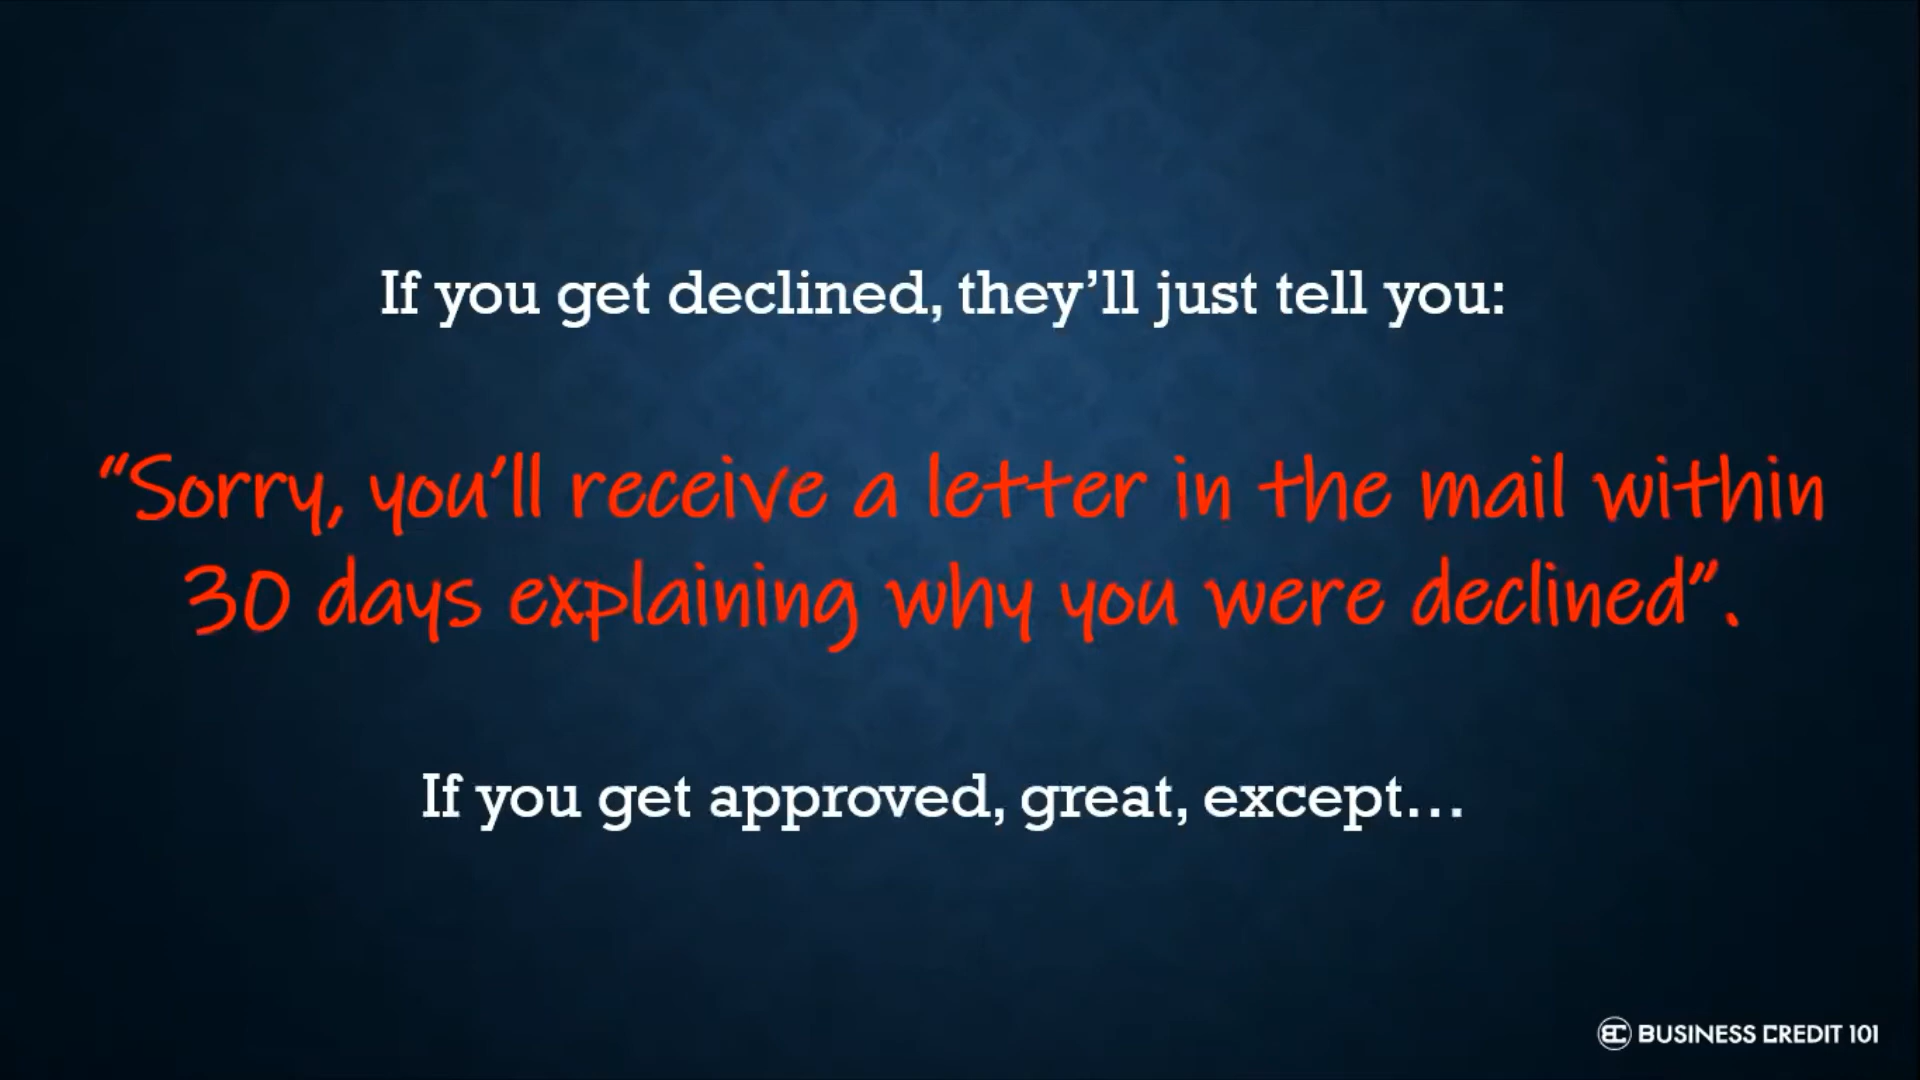 If you get declined, they’ll just tell you:
“Sorry, you’ll receive a letter in the mail within
30 days explaining why you were declined”.
If you get approved, great, except...
BC BUSINESS CREDIT 101